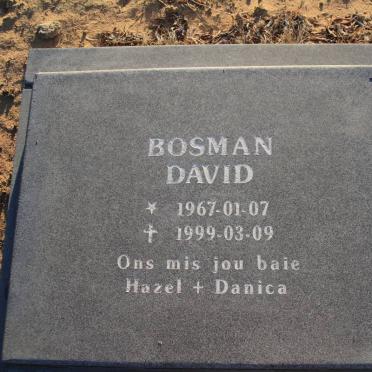 BOSMAN
DAVID
* 1967-01-07
✝ 1999-03-09
Ons mis jou baie
Hazel + Danica